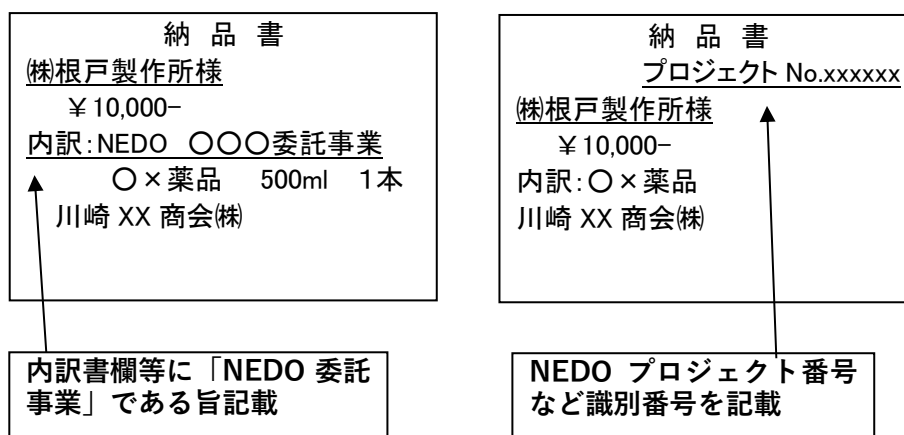 納 品 書
㈱根戸製作所様
￥10,000-
内訳：NEDO 〇〇〇委託事業
〇×薬品 500ml 1本
川崎 XX 商会㈱
内訳書欄等に「NEDO 委託
事業」である旨記載
納 品 書
プロジェクト No.xxxxxx
㈱根戸製作所様
￥10,000-
内訳：〇×薬品
川崎 XX 商会㈱
NEDO プロジェクト番号
など識別番号を記載